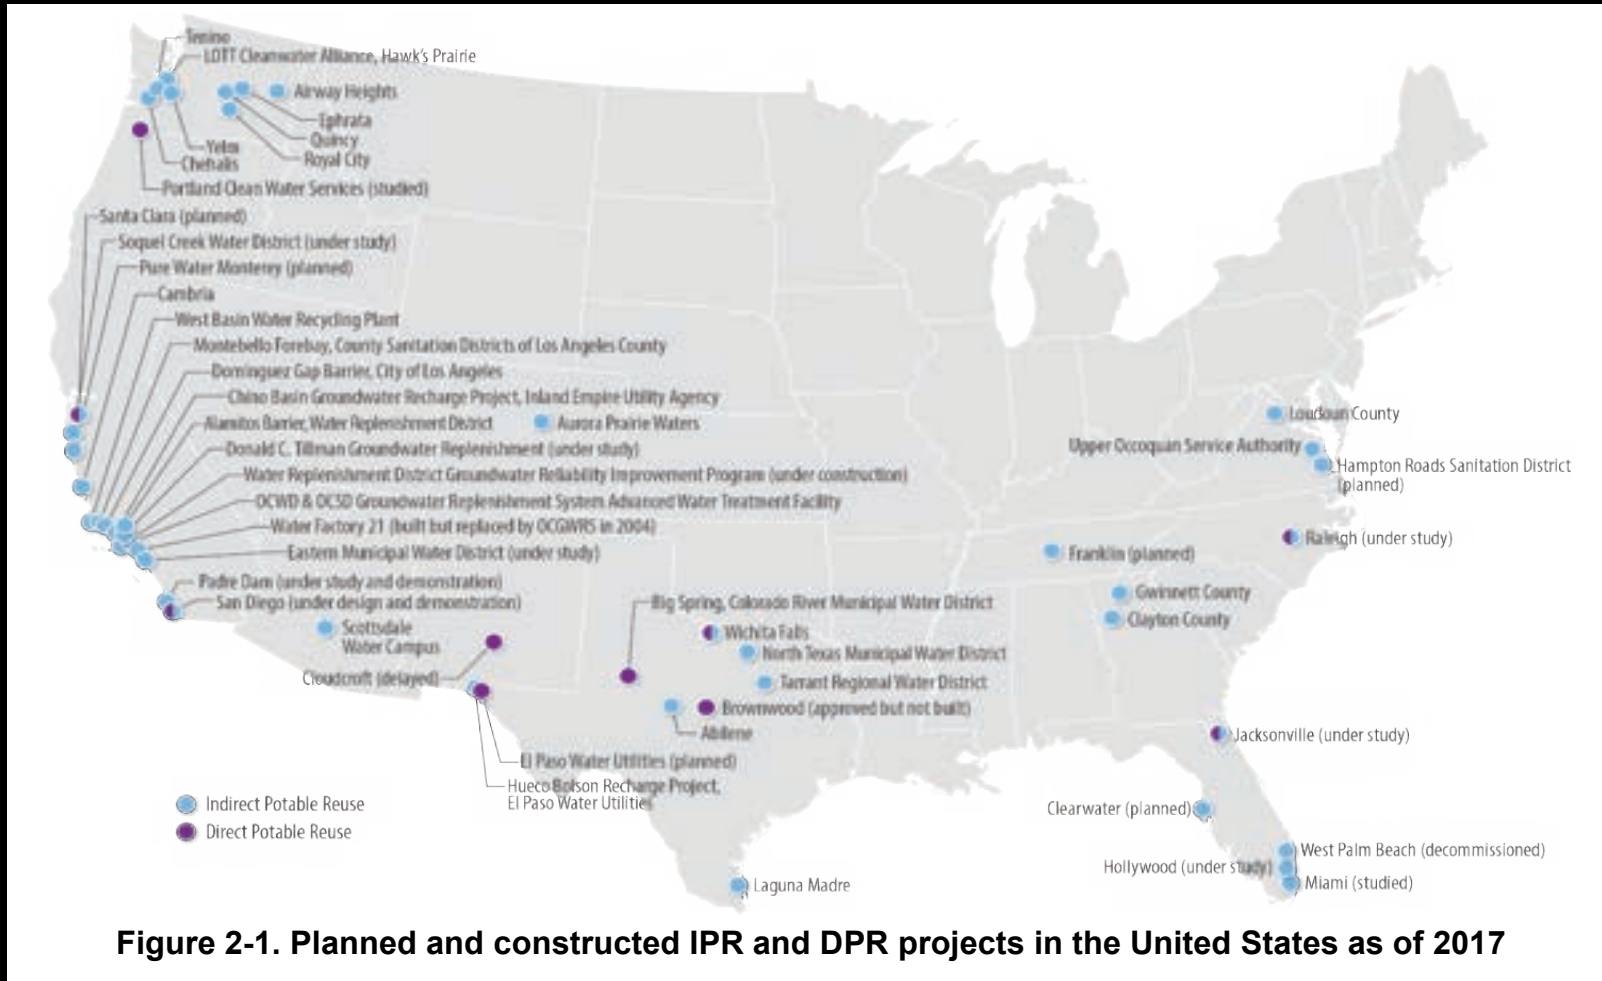 Tenino
LOTT Cleanwater Alliance, Hawk's Prairie
Airway Heights
Ephrata
Quincy
Royal City
Yelm
Chehalis
Portland Clean Water Services (studied)
Santa Clara (planned)
Soquel Creek Water District (under study)
Pure Water Monterey (planned)
Cambria
West Basin Water Recycling Plant
Montebello Forebay, County Sanitation Districts of Los Angeles County
Dominguez Gap Barrier, City of Los Angeles
Chino Basin Groundwater Recharge Project, Inland Empire Utility Agency
Alamitos Barrier, Water Replenishment District
Aurora Prairie Waters
Donald C. Tillman Groundwater Replenishment (under study)
Water Replenishment District Groundwater Reliability Improvement Program (under construction)
OCWD & OCSD Groundwater Replenishment System Advanced Water Treatment Facility
Water Factory 21 (built but replaced by OCGWRS in 2004)
Eastern Municipal Water District (under study)
Padre Dam (under study and demonstration)
San Diego (under design and demonstration)
Scottsdale
Water Campus
Cloudcroft (delayed)
Big Spring, Colorado River Municipal Water District
Wichita Falls
North Texas Municipal Water District
Tarrant Regional Water District
Brownwood (approved but not built)
Abilene
El Paso Water Utilities (planned)
Hueco Bolson Recharge Project,
El Paso Water Utilities
Laguna Madre
Loudoun County
Upper Occoquan Service Authority
Hampton Roads Sanitation District
(planned)
Raleigh (under study)
Franklin (planned)
Gwinnett County
Clayton County
Jacksonville (under study)
Clearwater (planned)
West Palm Beach (decommissioned)
Hollywood (under study)
Miami (studied)
Indirect Potable Reuse
Direct Potable Reuse
Figure 2-1. Planned and constructed IPR and DPR projects in the United States as of 2017